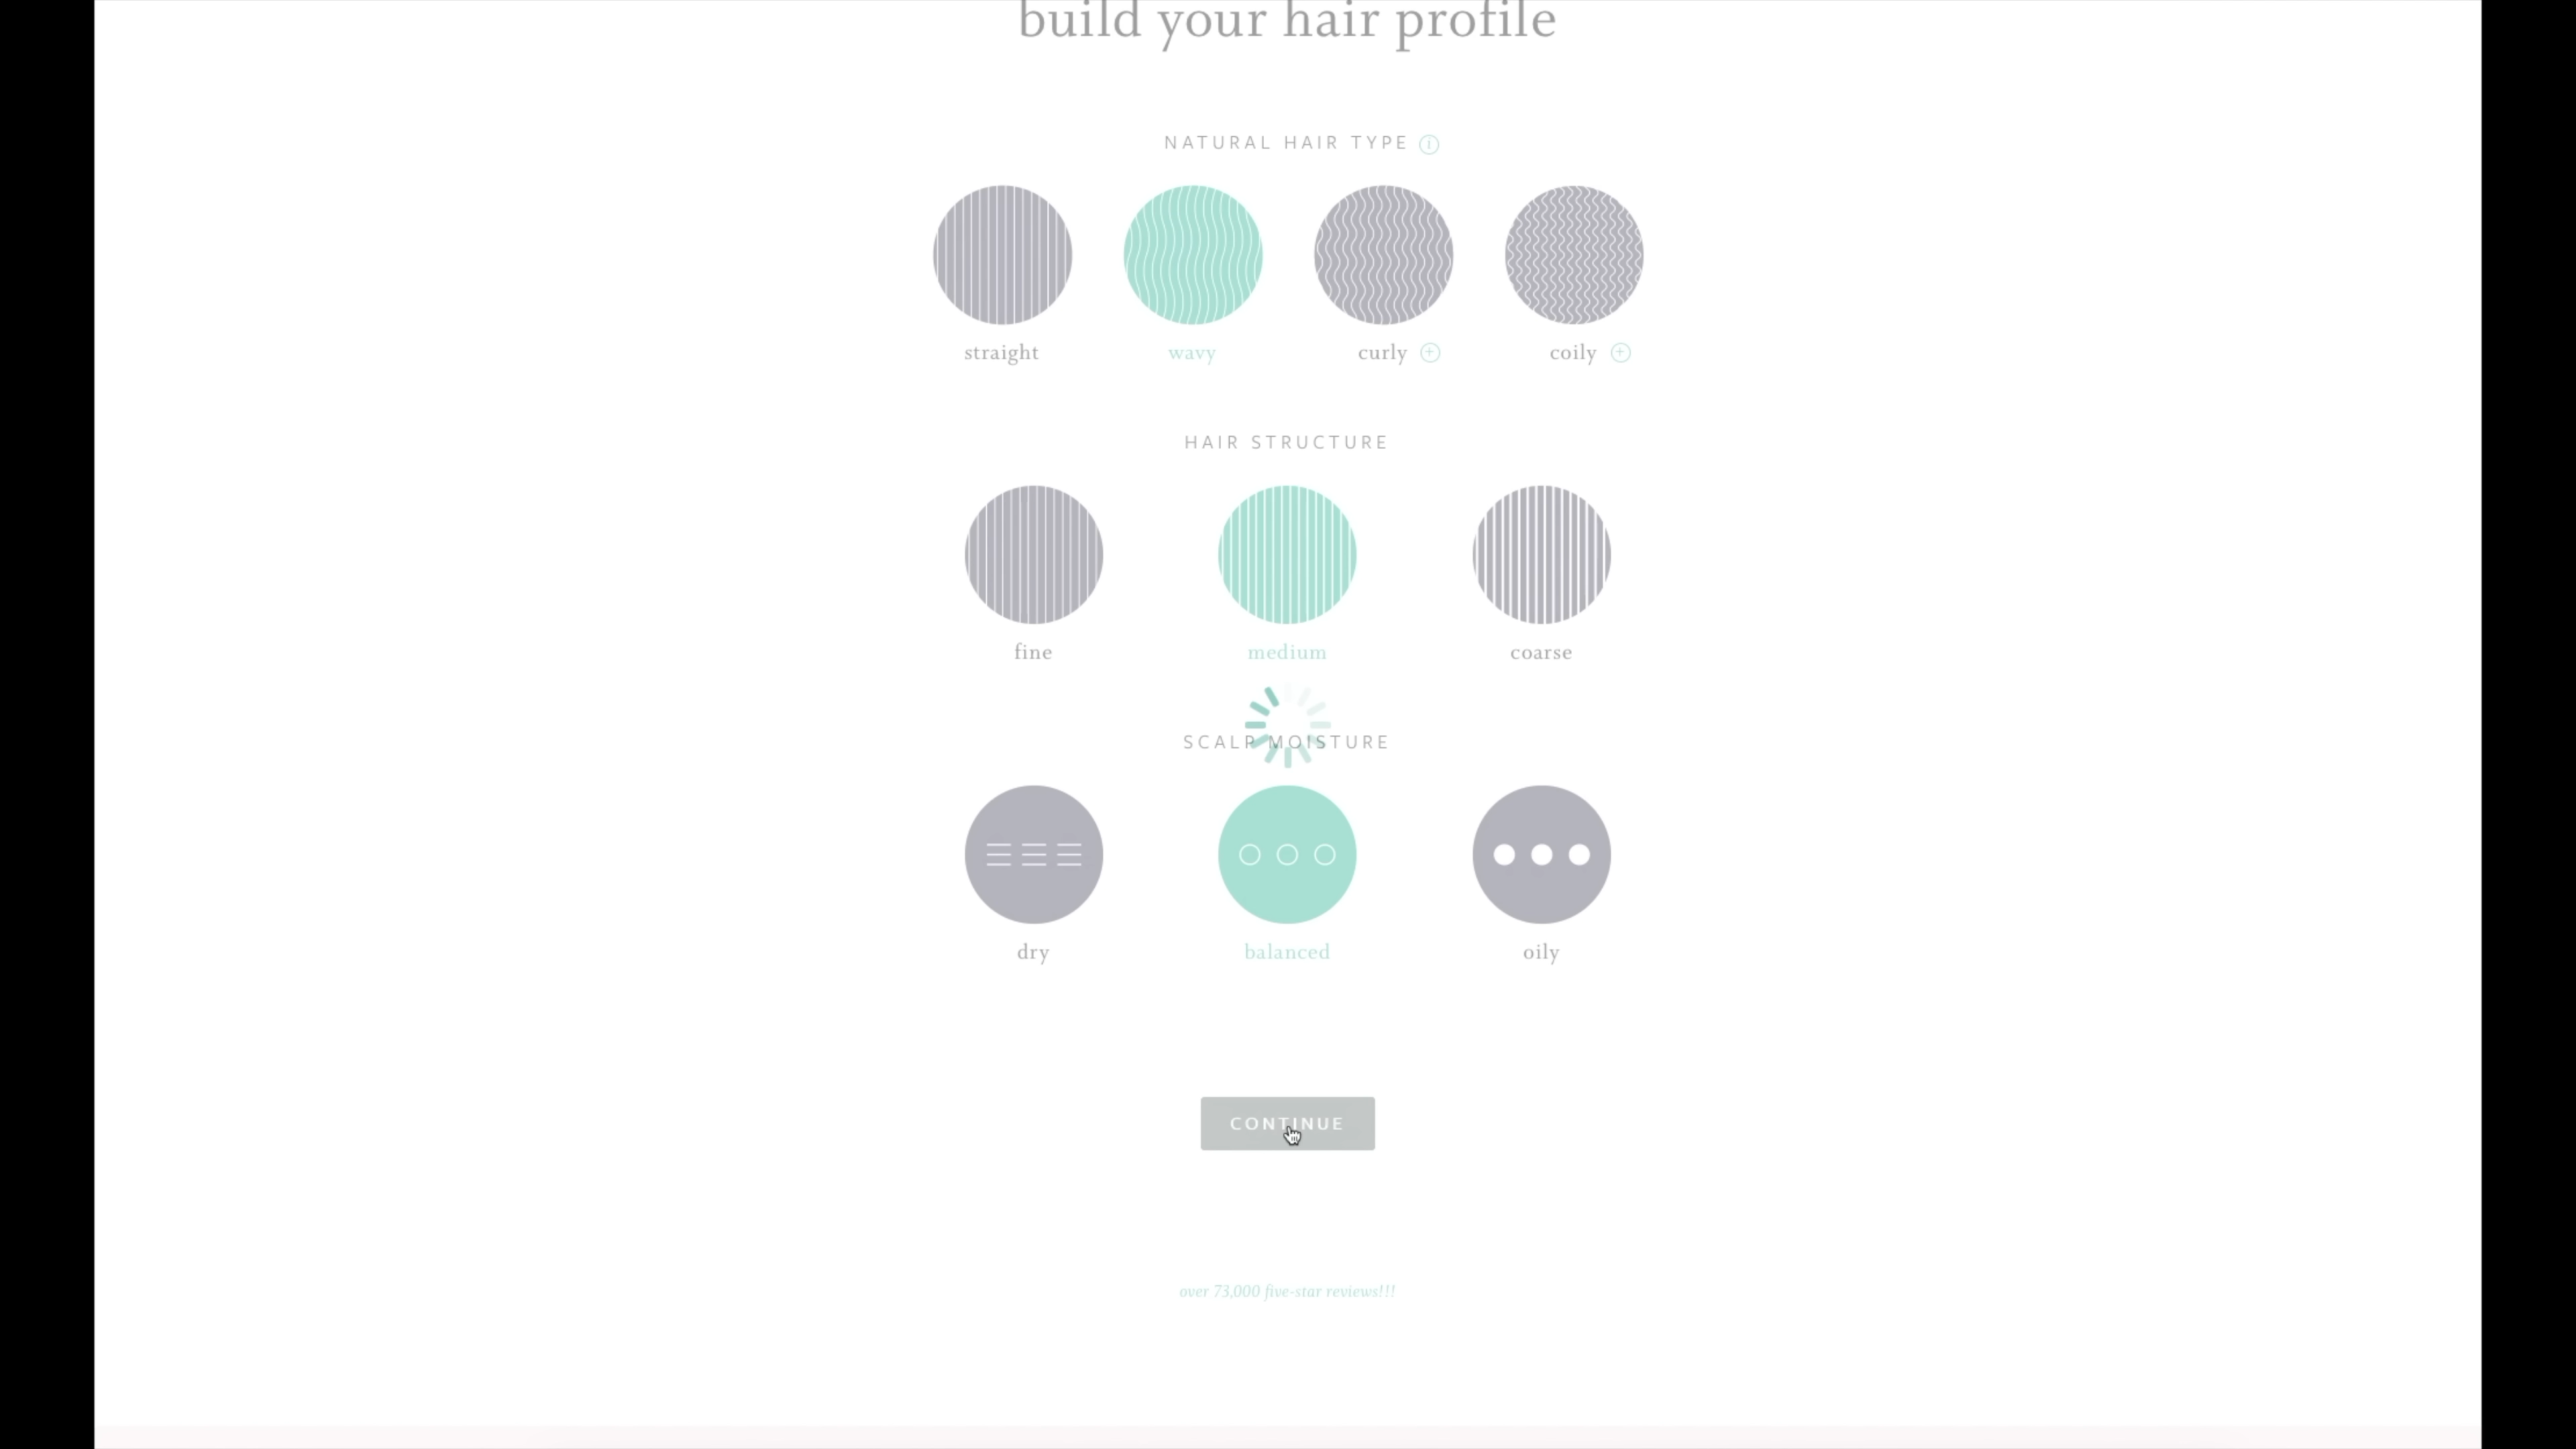 build your hair profile
NATURAL HAIR TYPE i
straight wavy curly + coily +
HAIR STRUCTURE
fine medium coarse
SCALP MOISTURE
dry balanced oily
CONTINUE
over 73,000 five-star reviews!!!